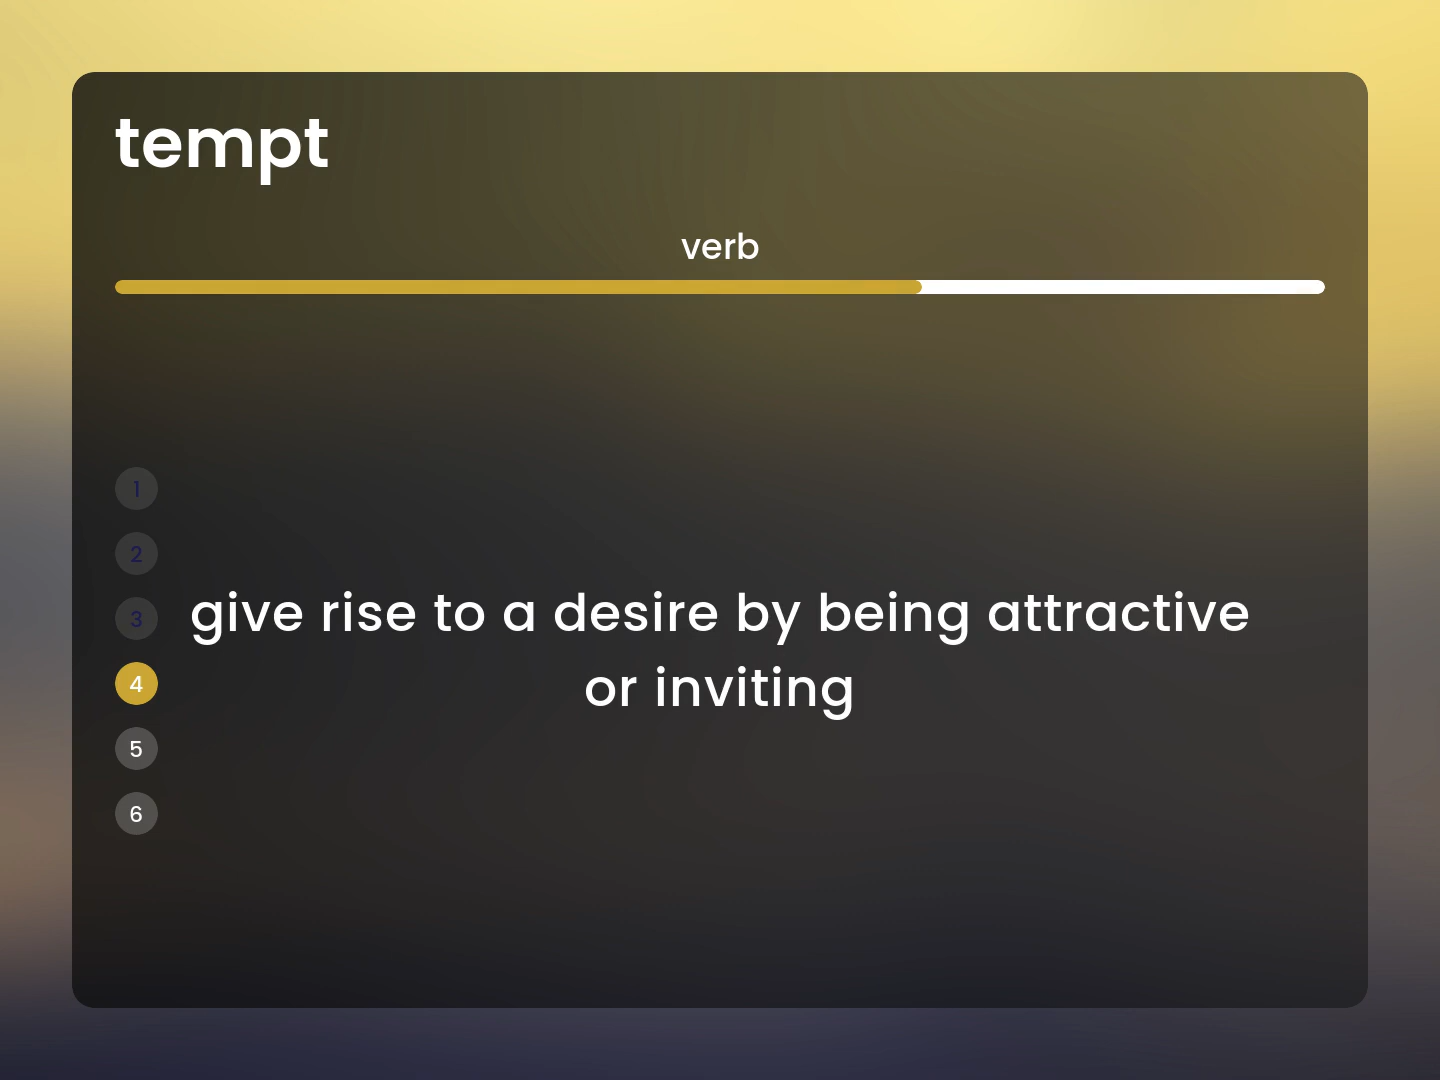 tempt
verb
1
2
3
give rise to a desire by being attractive
4
or inviting
5
6